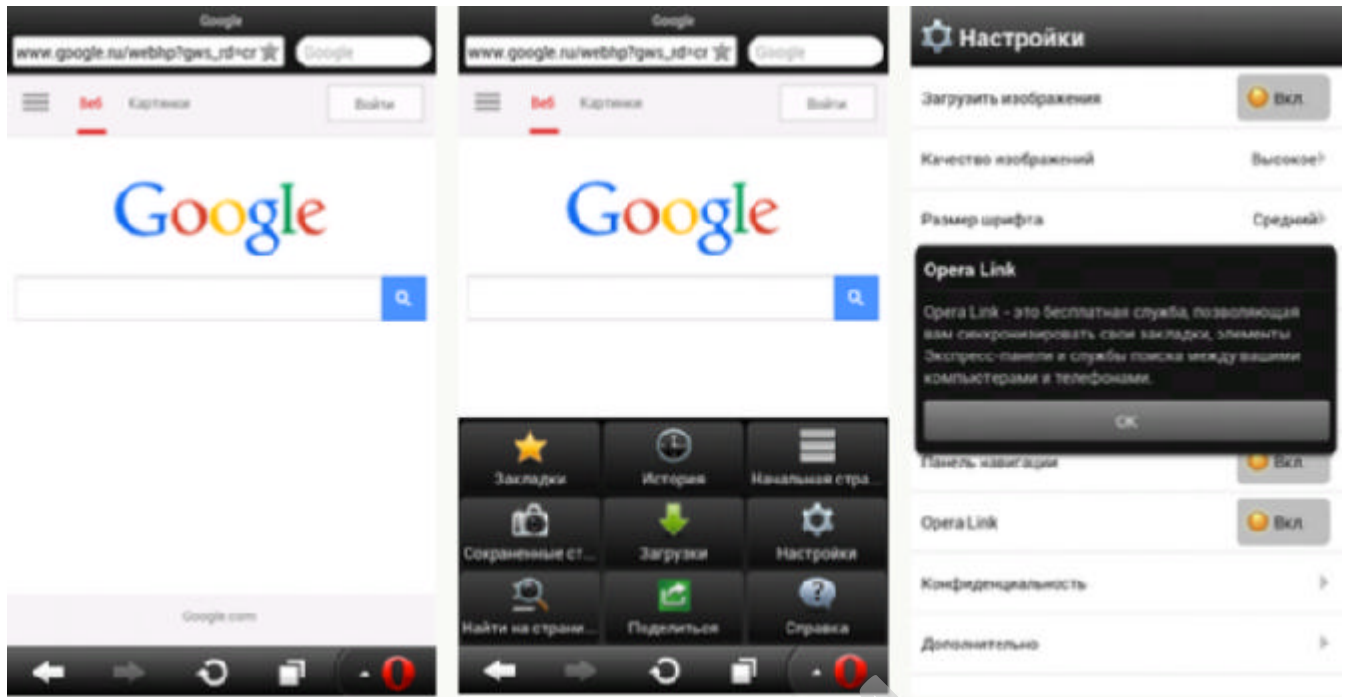 Google
www.google.ru/webhp?gws_rd=cr
Google
Веб
Картинки
Войти
Google
Google.com
Google
www.google.ru/webhp?gws_rd=cr
Google
Веб
Картинки
Войти
Google
Закладки
История
Начальная стра...
Сохраненные ст...
Загрузки
Настройки
Найти на страни...
Поделиться
Справка
Настройки
Загрузить изображения
Вкл.
Качество изображений
Высокое
Размер шрифта
Средний
Opera Link
Opera Link - это бесплатная служба, позволяющая
вам синхронизировать свои закладки, элементы
Экспресс-панели и службы поиска между вашими
компьютерами и телефонами.
OK
Панель навигации
Вкл.
Opera Link
Вкл.
Конфиденциальность
Дополнительно